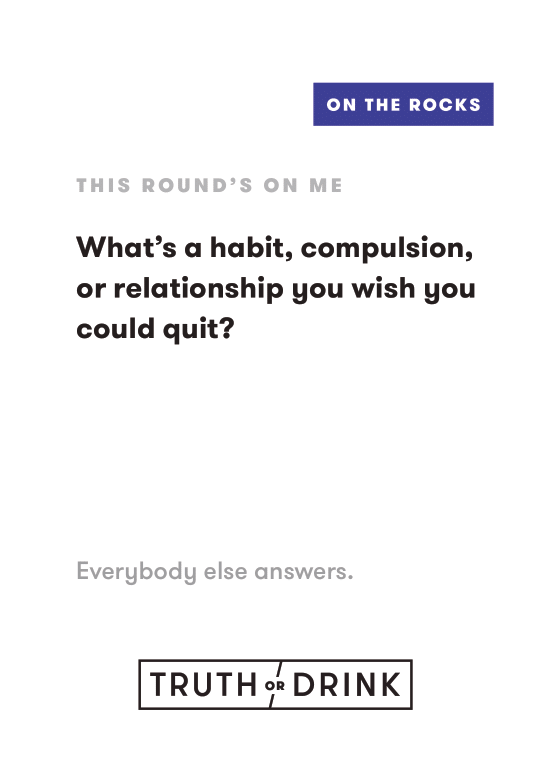 ON THE ROCKS
THIS ROUND'S ON ME
What's a habit, compulsion,
or relationship you wish you
could quit?
Everybody else answers.
TRUTH OR DRINK